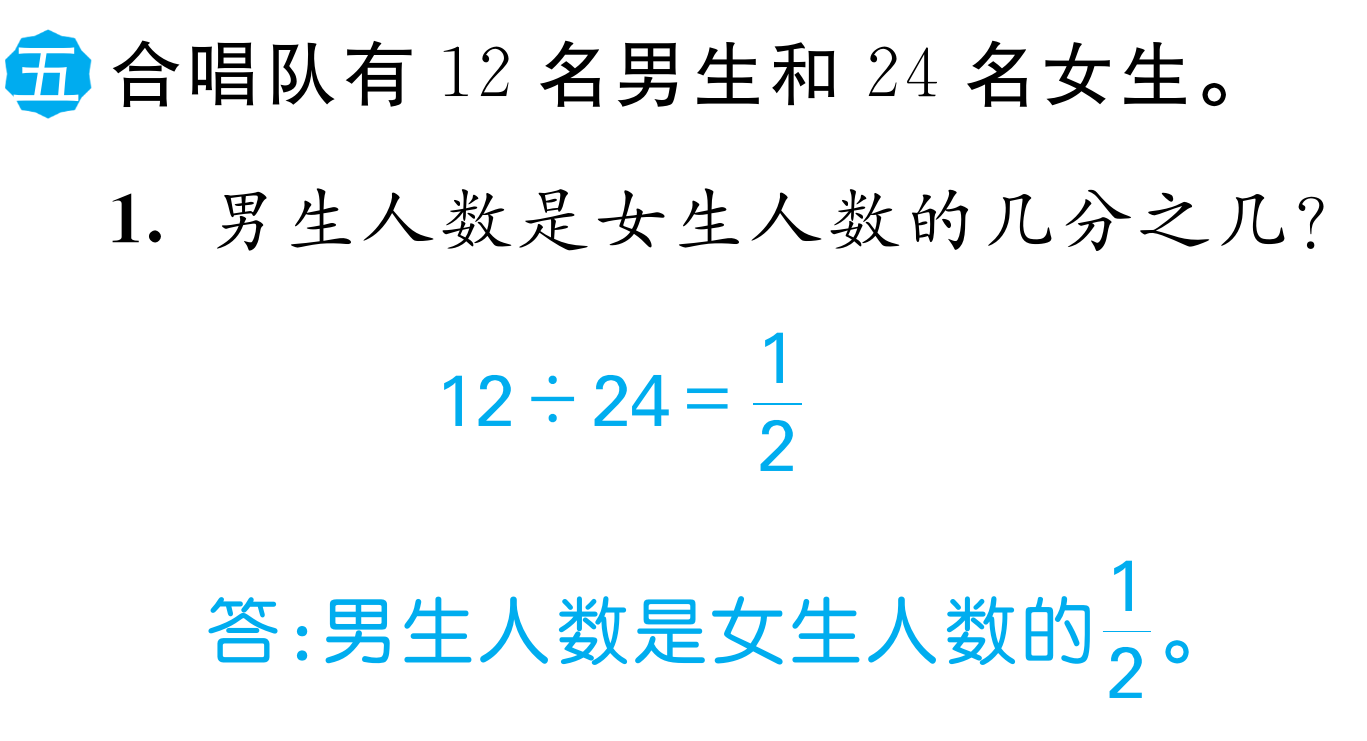 五 合唱队有 12 名男生和 24 名女生。
1. 男生人数是女生人数的几分之几?
12÷24=1/2
答:男生人数是女生人数的1/2。